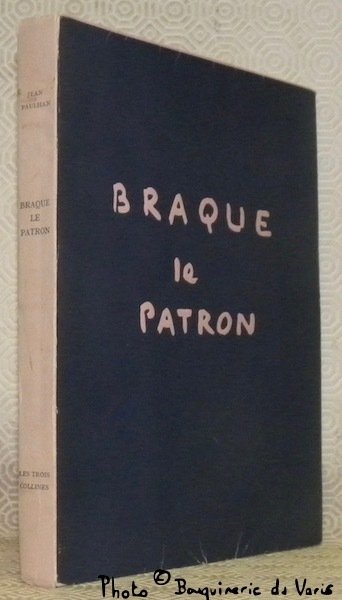 JEAN
PAULHAN
BRAQUE
LE
PATRON
LES TROIS
COLLINES
BRAQUE
le
PATRON
Photo © Bouquinerie du Varis